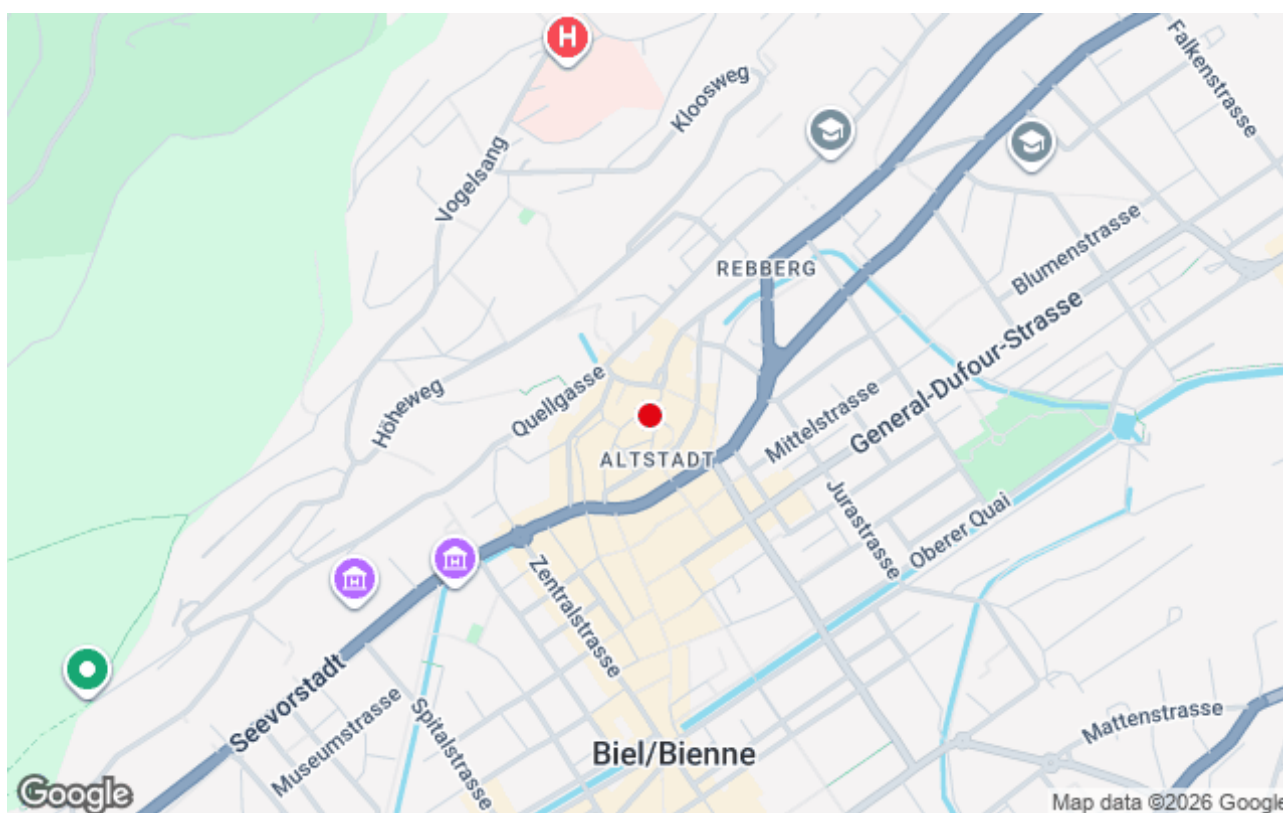 H
Falkenstrasse
Kloosweg
Vogelsang
Blumenstrasse
REBBERG
General-Dufour-Strasse
Höheweg
Quellgasse
Mittelstrasse
ALTSTADT
Jurastrasse
Oberer Quai
Zentralstrasse
Seevorstadt
Museumstrasse
Spitalstrasse
Mattenstrasse
Biel/Bienne
Google
Map data ©2026 Google